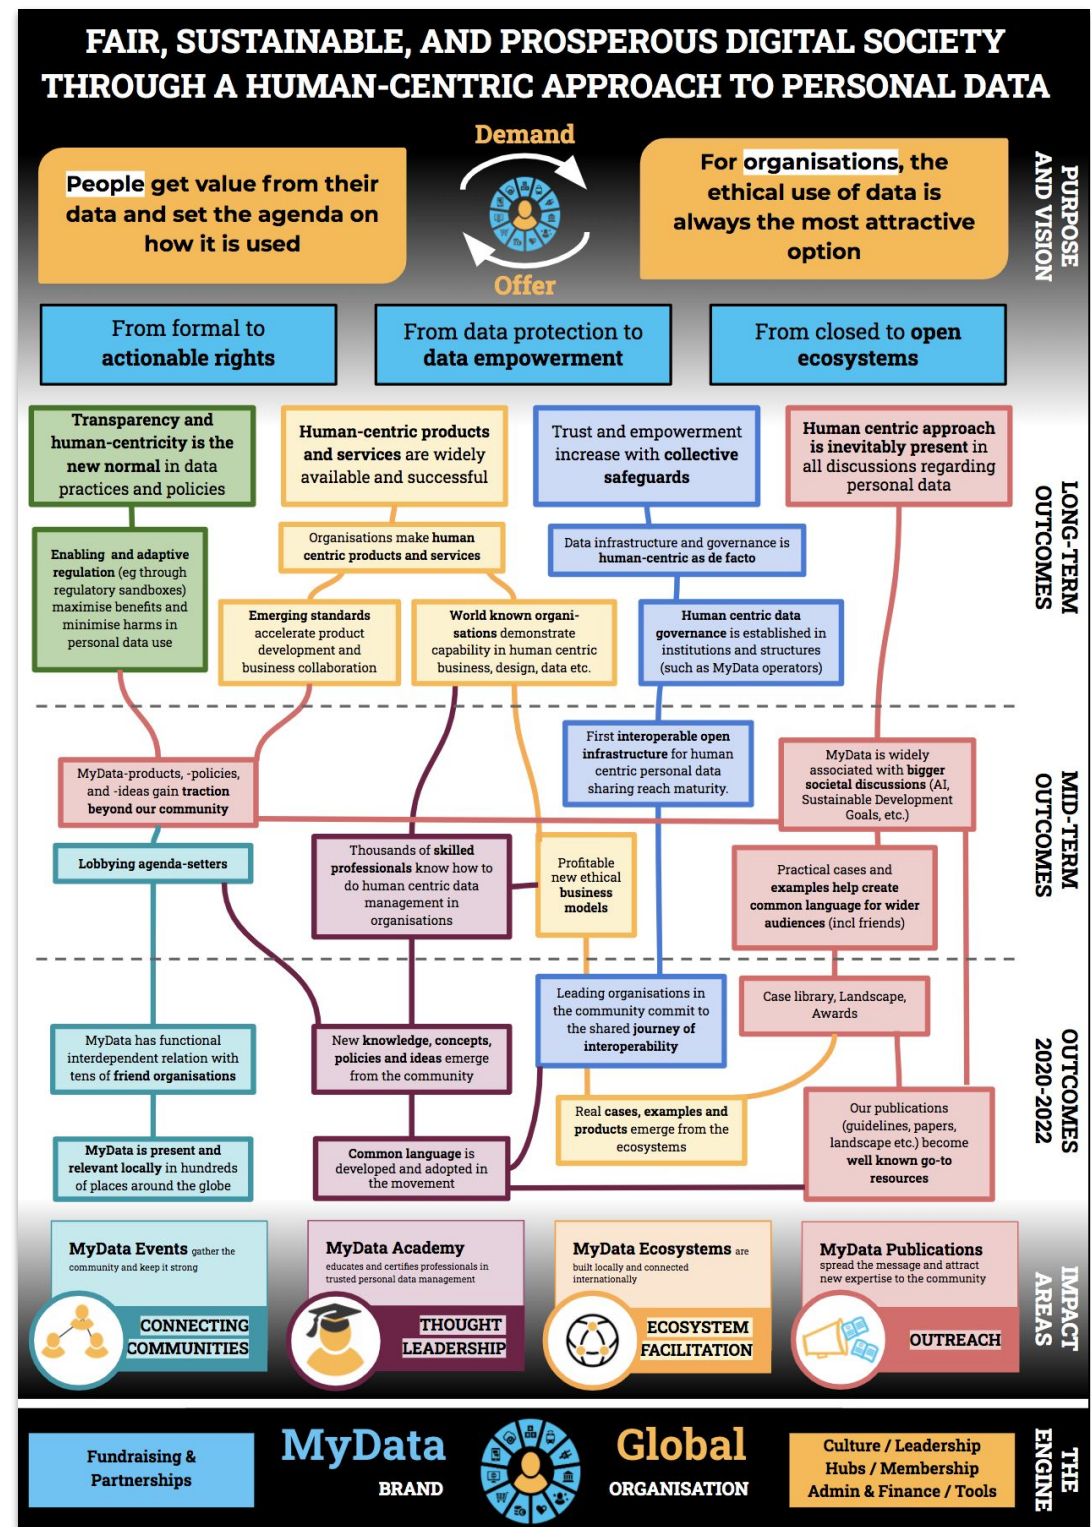 FAIR, SUSTAINABLE, AND PROSPEROUS DIGITAL SOCIETY
THROUGH A HUMAN-CENTRIC APPROACH TO PERSONAL DATA
People get value from their
data and set the agenda on
how it is used
Demand
Offer
For organisations, the
ethical use of data is
always the most attractive
option
PURPOSE
AND VISION
From formal to
actionable rights
From data protection to
data empowerment
From closed to open
ecosystems
Transparency and
human-centricity is the
new normal in data
practices and policies
Human-centric products
and services are widely
available and successful
Trust and empowerment
increase with collective
safeguards
Human centric approach
is inevitably present in
all discussions regarding
personal data
LONG-TERM
OUTCOMES
Enabling and adaptive
regulation (eg through
regulatory sandboxes)
maximise benefits and
minimise harms in
personal data use
Organisations make human
centric products and services
Data infrastructure and governance is
human-centric as de facto
Emerging standards
accelerate product
development and
business collaboration
World known organi-
sations demonstrate
capability in human centric
business, design, data etc.
Human centric data
governance is established in
institutions and structures
(such as MyData operators)
MyData-products, -policies,
and -ideas gain traction
beyond our community
First interoperable open
infrastructure for human
centric personal data
sharing reach maturity.
MyData is widely
associated with bigger
societal discussions (AI,
Sustainable Development
Goals, etc.)
MID-TERM
OUTCOMES
Lobbying agenda-setters
Thousands of skilled
professionals know how to
do human centric data
management in
organisations
Profitable
new ethical
business
models
Practical cases and
examples help create
common language for wider
audiences (incl friends)
Leading organisations in
the community commit to
the shared journey of
interoperability
Case library, Landscape,
Awards
OUTCOMES
2020-2022
MyData has functional
interdependent relation with
tens of friend organisations
New knowledge, concepts,
policies and ideas emerge
from the community
Real cases, examples and
products emerge from the
ecosystems
Our publications
(guidelines, papers,
landscape etc.) become
well known go-to
resources
MyData is present and
relevant locally in hundreds
of places around the globe
Common language is
developed and adopted in
the movement
MyData Events gather the
community and keep it strong
CONNECTING
COMMUNITIES
MyData Academy
educates and certifies professionals in
trusted personal data management
THOUGHT
LEADERSHIP
MyData Ecosystems are
built locally and connected
internationally
ECOSYSTEM
FACILITATION
MyData Publications
spread the message and attract
new expertise to the community
OUTREACH
IMPACT
AREAS
Fundraising &
Partnerships
MyData
BRAND
Global
ORGANISATION
Culture / Leadership
Hubs / Membership
Admin & Finance / Tools
THE
ENGINE